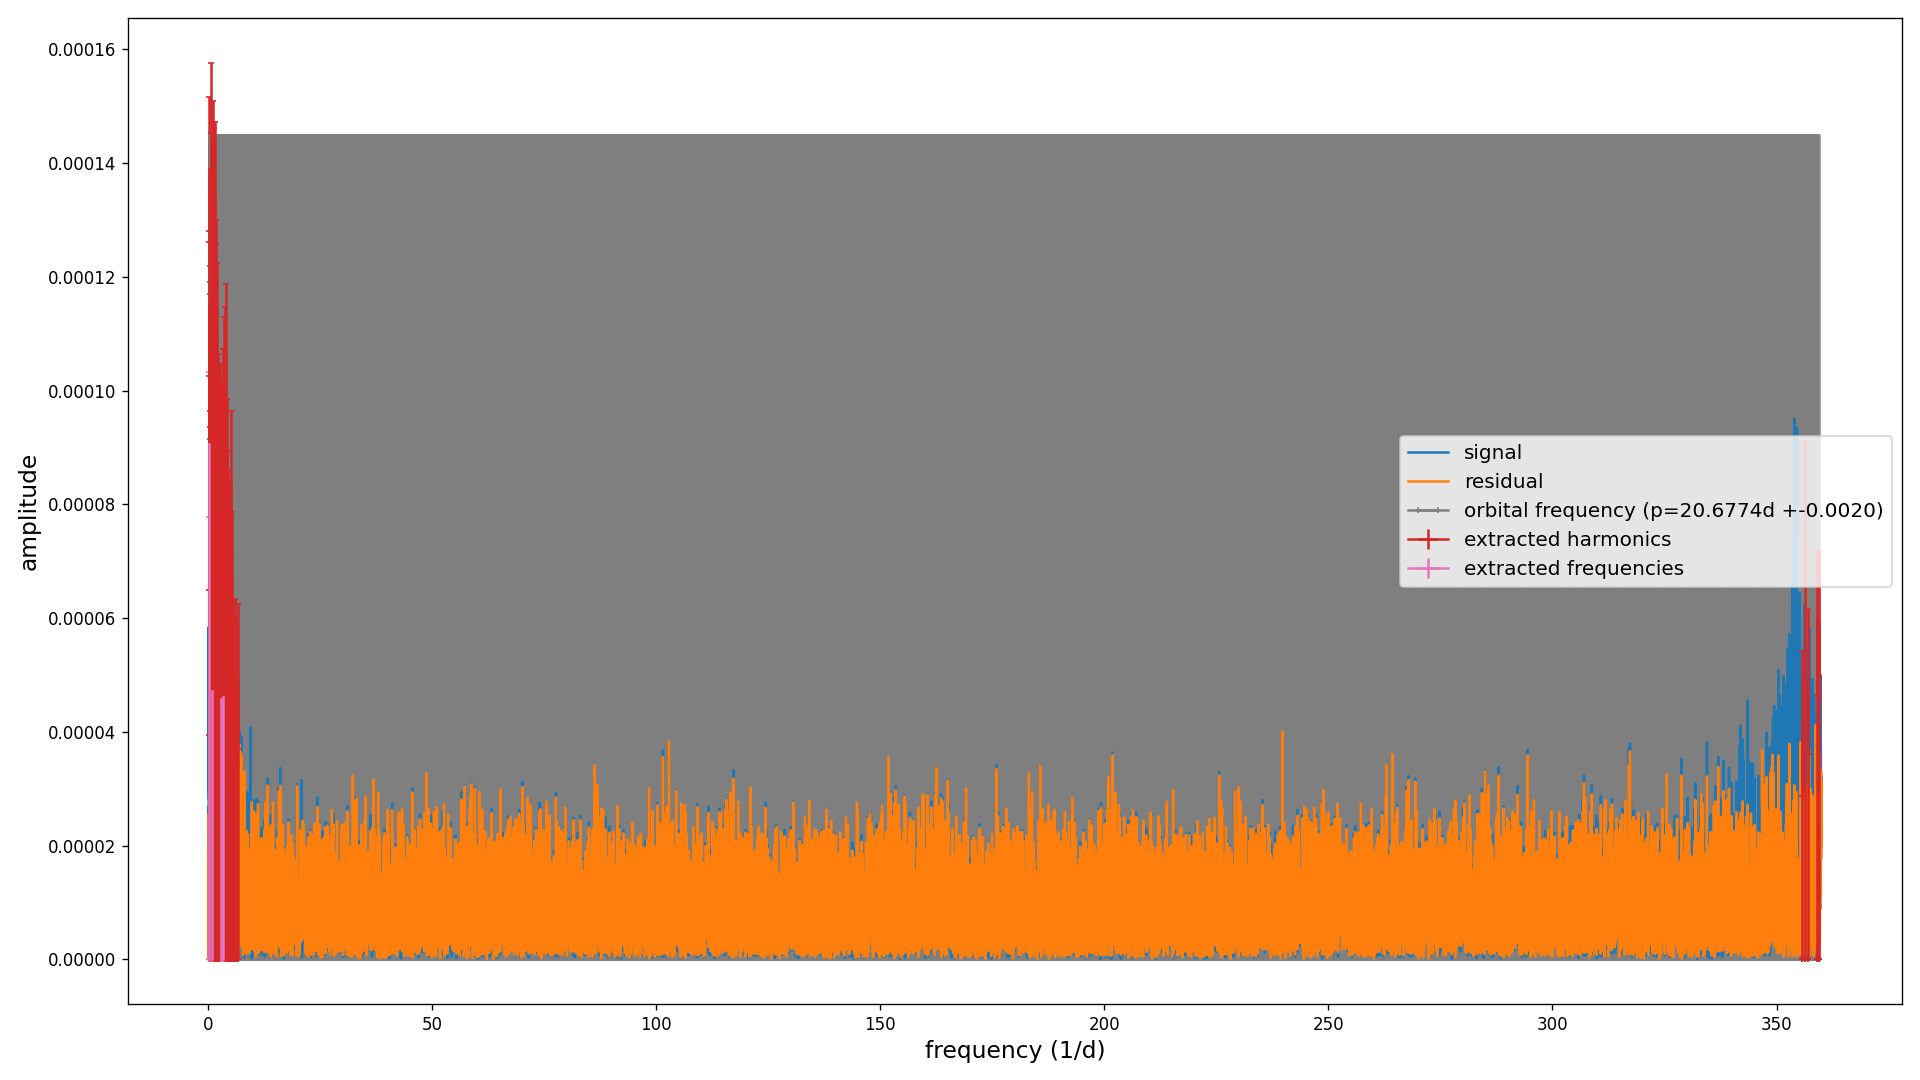 0.00016
0.00014
0.00012
0.00010
0.00008
0.00006
0.00004
0.00002
0.00000
amplitude
signal
residual
orbital frequency (p=20.6774d +-0.0020)
extracted harmonics
extracted frequencies
0 50 100 150 200 250 300 350
frequency (1/d)